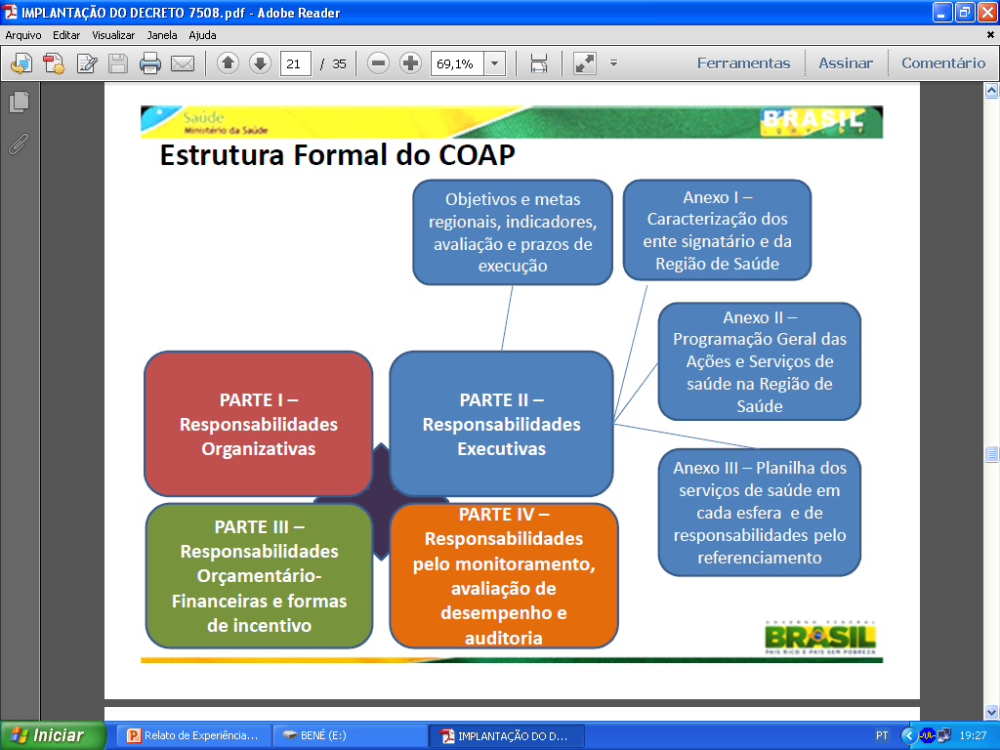 IMPLANTAÇÃO DO DECRETO 7508.pdf - Adobe Reader
Arquivo Editar Visualizar Janela Ajuda
21 / 35 69,1% Ferramentas Assinar Comentário
Saúde
Ministério da Saúde
BRASIL
Estrutura Formal do COAP
Objetivos e metas
regionais, indicadores,
avaliação e prazos de
execução
Anexo I –
Caracterização dos
ente signatário e da
Região de Saúde
Anexo II –
Programação Geral das
Ações e Serviços de
saúde na Região de
Saúde
PARTE I –
Responsabilidades
Organizativas
PARTE II –
Responsabilidades
Executivas
Anexo III – Planilha dos
serviços de saúde em
cada esfera e de
responsabilidades pelo
referenciamento
PARTE III –
Responsabilidades
Orçamentário-
Financeiras e formas
de incentivo
PARTE IV –
Responsabilidades
pelo monitoramento,
avaliação de
desempenho e
auditoria
GOVERNO FEDERAL
BRASIL
PAÍS RICO É PAÍS SEM POBREZA
Iniciar Relato de Experiência... BENÉ (E:) IMPLANTAÇÃO DO D... PT 19:27